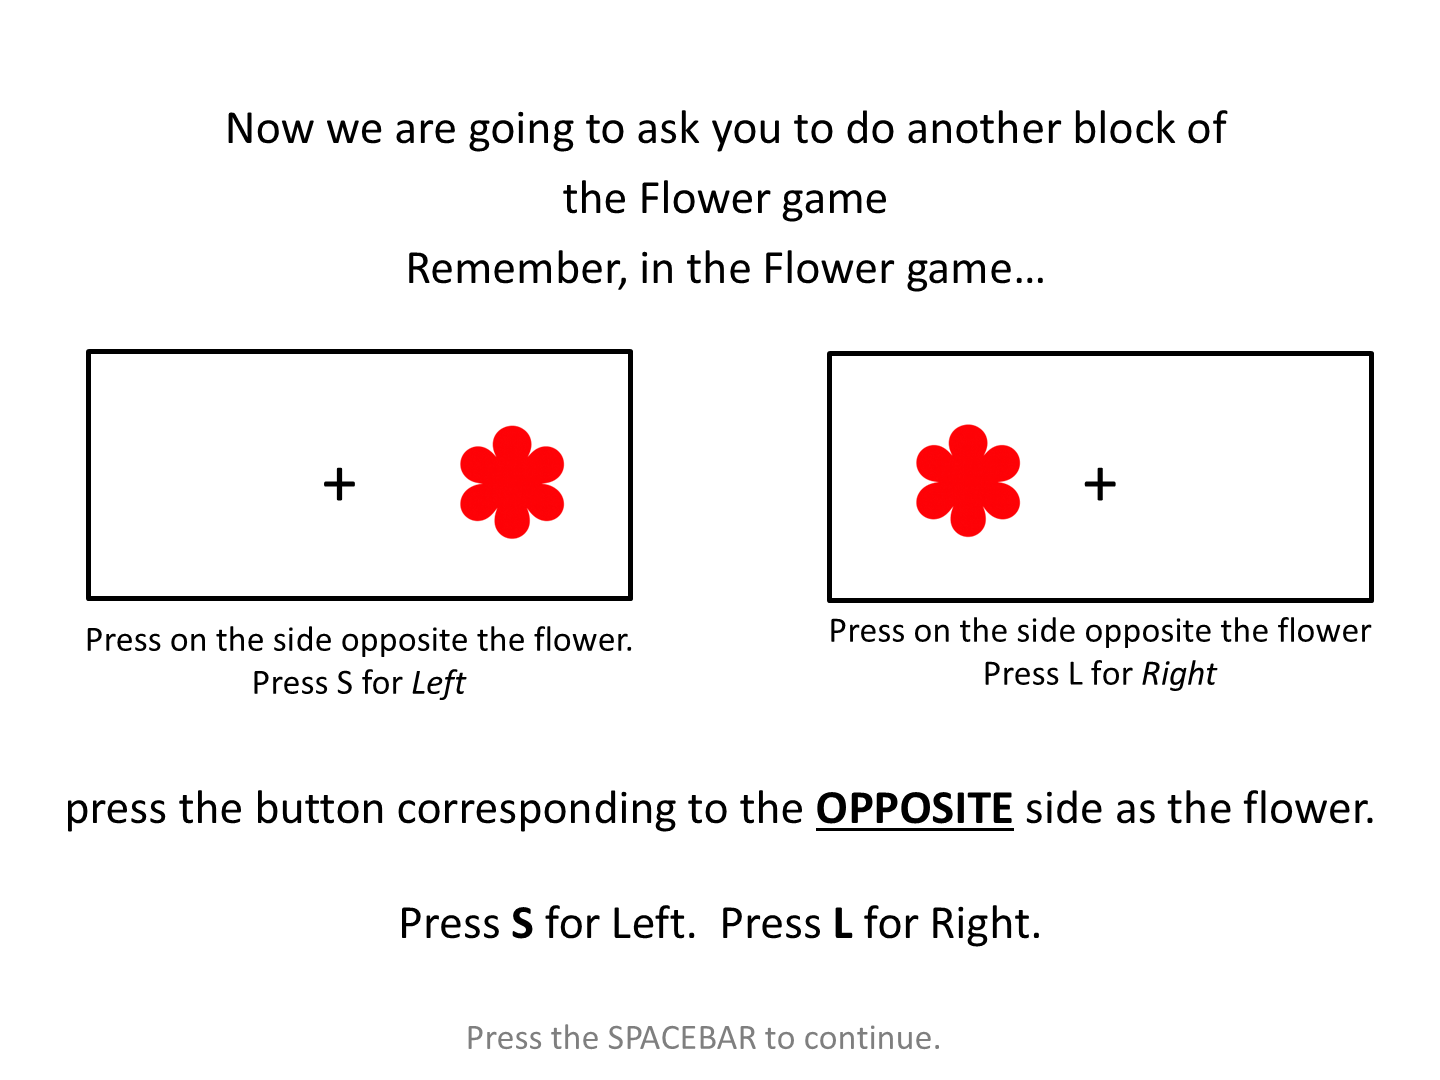 Now we are going to ask you to do another block of
the Flower game
Remember, in the Flower game…
+
+
Press on the side opposite the flower.
Press S for Left
Press on the side opposite the flower
Press L for Right
press the button corresponding to the OPPOSITE side as the flower.
Press S for Left.  Press L for Right.
Press the SPACEBAR to continue.